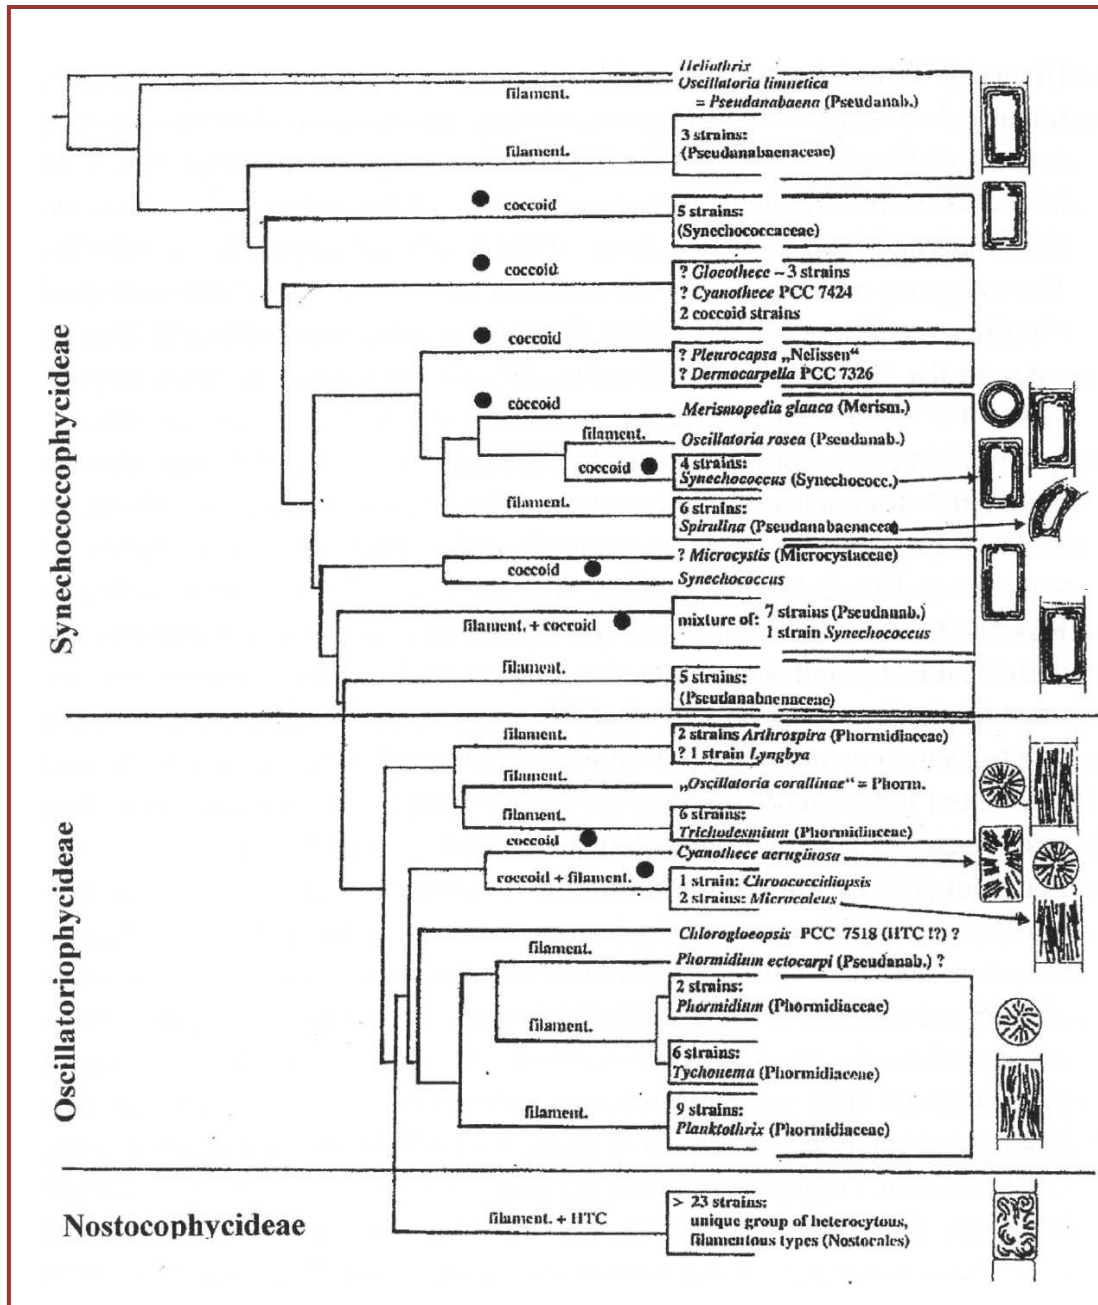 Heliothrix
Oscillatoria limnetica
filament.
= Pseudanabaena (Pseudanab.)
3 strains:
filament.
(Pseudanabaenaceae)
coccoid
5 strains:
(Synechococcaceae)
coccoid
? Gloeothece ~ 3 strains
? Cyanothece PCC 7424
2 coccoid strains
coccoid
? Pleurocapsa „Nelissen“
? Dermocarpella PCC 7326
coccoid
Merismopedia glauca (Merism.)
filament.
Oscillatoria rosea (Pseudanab.)
coccoid
4 strains:
Synechococcus (Synechococc.)
filament.
6 strains:
Spirulina (Pseudanabaenaceae)
? Microcystis (Microcystaceae)
coccoid
Synechococcus
filament. + coccoid
mixture of: 7 strains (Pseudanab.)
1 strain Synechococcus
filament.
5 strains:
(Pseudanabaenaceae)
Synechococcophycideae
filament.
2 strains Arthrospira (Phormidiaceae)
? 1 strain Lyngbya
filament.
„Oscillatoria corallinae“ = Phorm.
filament.
6 strains:
Trichodesmium (Phormidiaceae)
coccoid
Cyanothece aeruginosa
coccoid + filament.
1 strain: Chroococcidiopsis
2 strains: Microcoleus
Chlorogloeopsis PCC 7518 (HTC !?) ?
filament.
Phormidium ectocarpi (Pseudanab.) ?
2 strains:
Phormidium (Phormidiaceae)
filament.
6 strains:
Tychonema (Phormidiaceae)
filament.
9 strains:
Planktothrix (Phormidiaceae)
Oscillatoriophycideae
Nostocophycideae
filament. + HTC
> 23 strains:
unique group of heterocytous,
filamentous types (Nostocales)